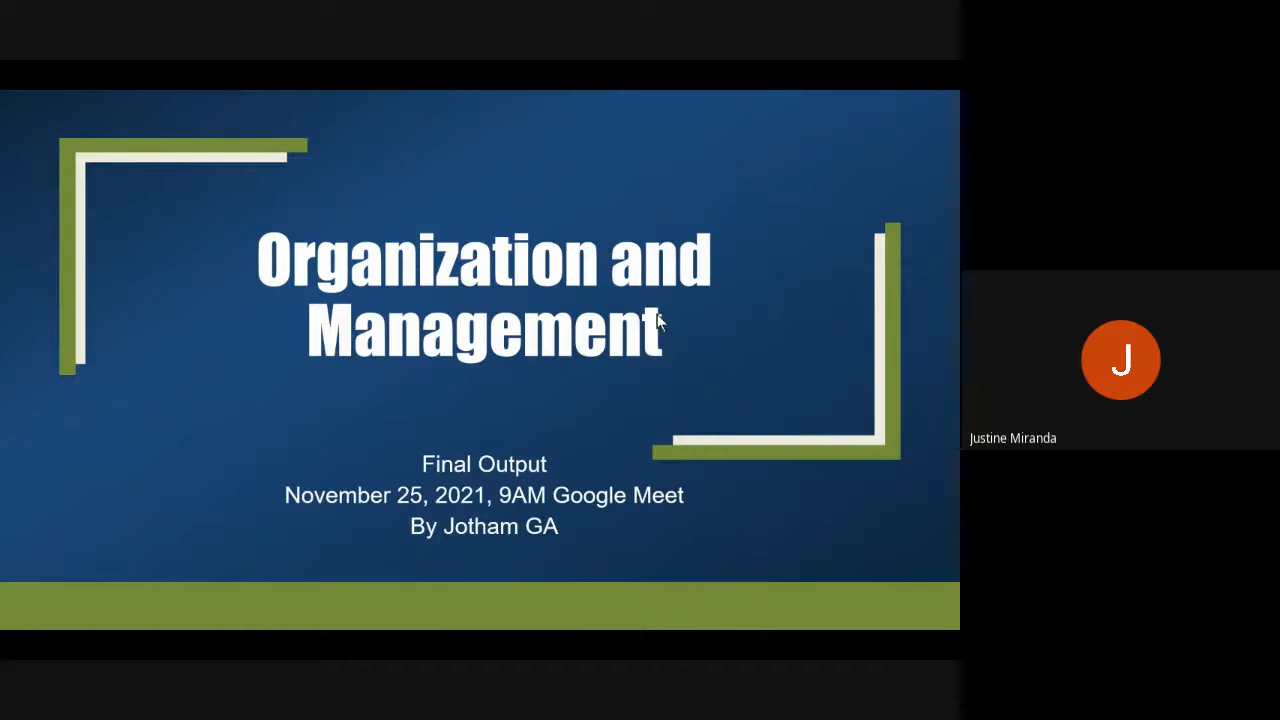 Organization and
Management
Final Output
November 25, 2021, 9AM Google Meet
By Jotham GA
J
Justine Miranda